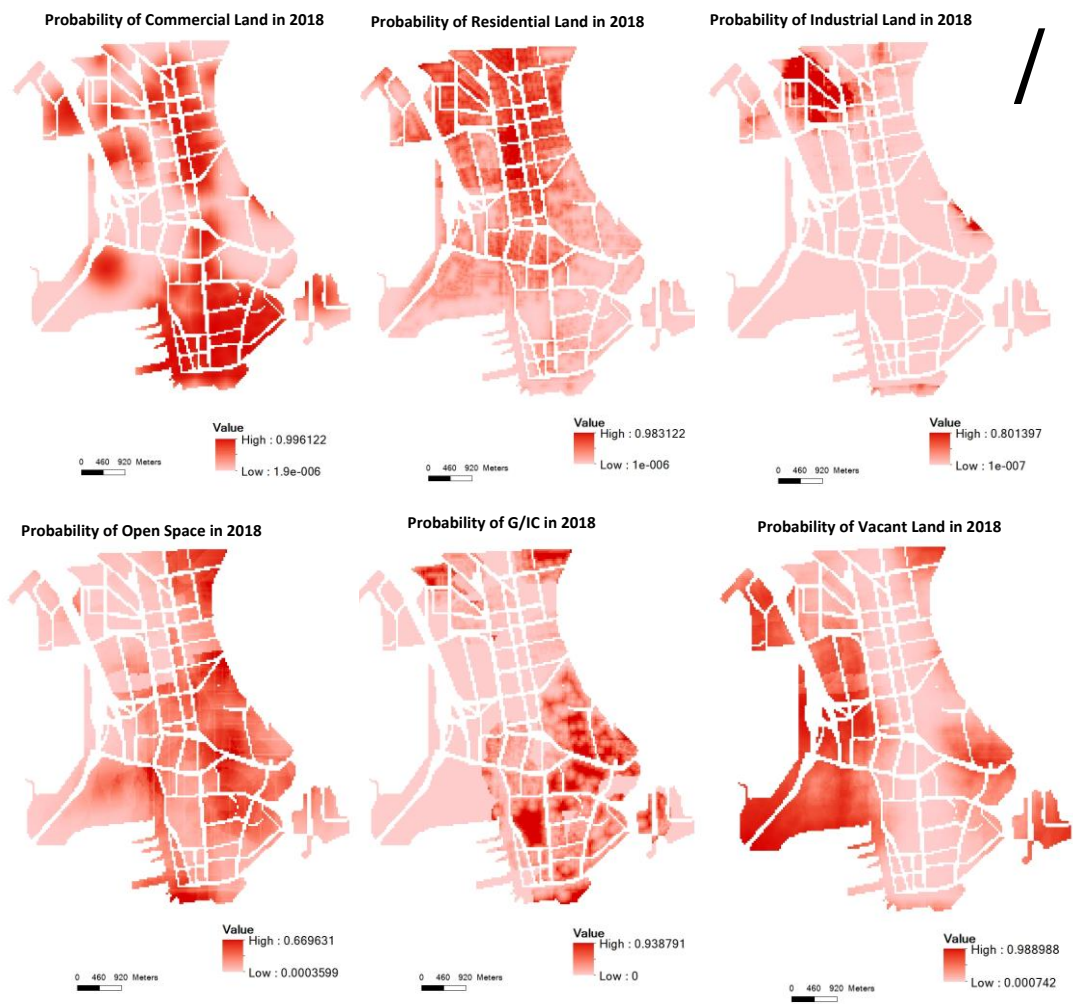 Probability of Commercial Land in 2018
Value
High : 0.996122
Low : 1.9e-006
0 460 920 Meters
Probability of Residential Land in 2018
Value
High : 0.983122
Low : 1e-006
0 460 920 Meters
Probability of Industrial Land in 2018
/
Value
High : 0.801397
Low : 1e-007
0 460 920 Meters
Probability of Open Space in 2018
Value
High : 0.669631
Low : 0.0003599
0 460 920 Meters
Probability of G/IC in 2018
Value
High : 0.938791
Low : 0
0 460 920 Meters
Probability of Vacant Land in 2018
Value
High : 0.988988
Low : 0.000742
0 460 920 Meters